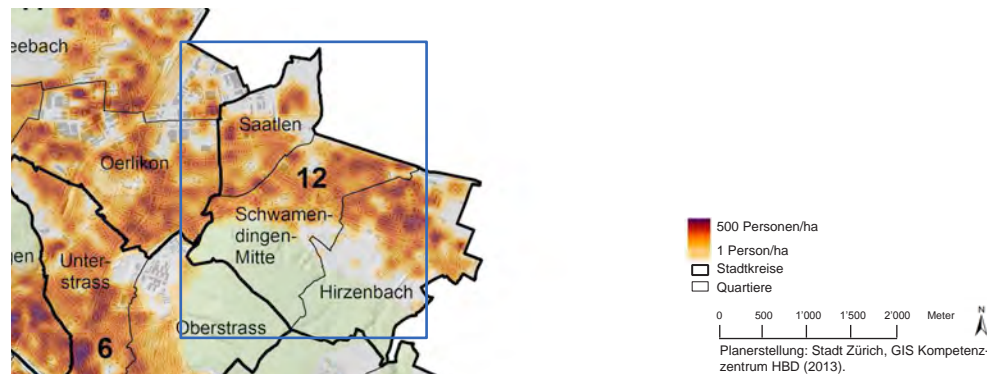 eebach
Saatlen
Oerlikon
12
Schwamen-
dingen-
Mitte
gen
Unter-
strass
Hirzenbach
Oberstrass
6
500 Personen/ha
1 Person/ha
Stadtkreise
Quartiere
0 500 1'000 1'500 2'000 Meter
N
Planerstellung: Stadt Zürich, GIS Kompetenz-
zentrum HBD (2013).